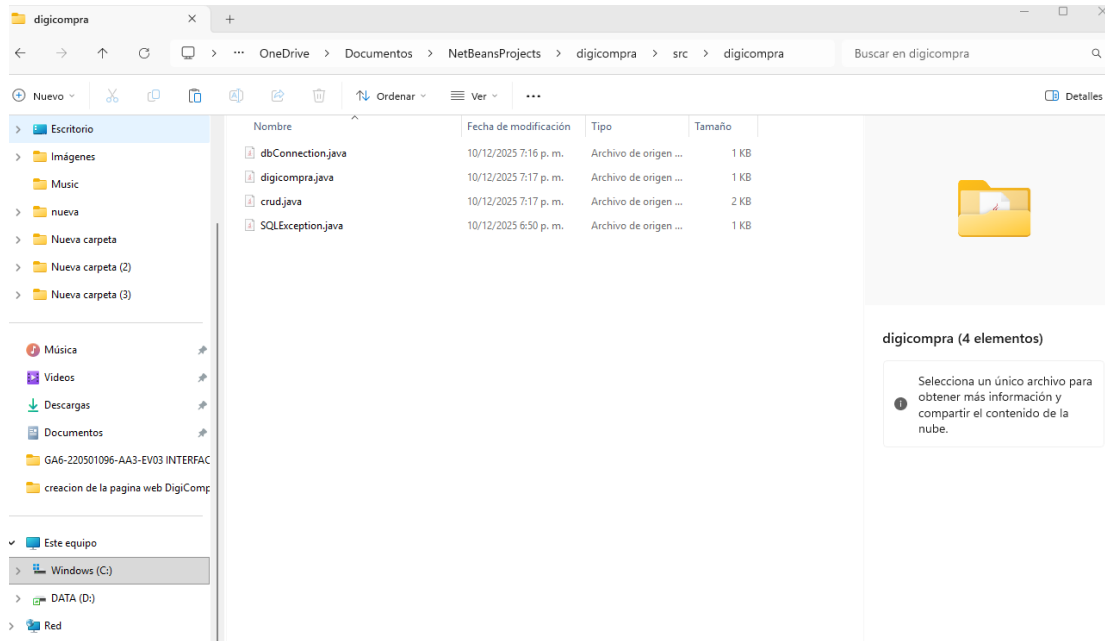 digicompra
OneDrive > Documentos > NetBeansProjects > digicompra > src > digicompra
Buscar en digicompra
Nuevo
Ordenar
Ver
Detalles
Escritorio
Imágenes
Music
nueva
Nueva carpeta
Nueva carpeta (2)
Nueva carpeta (3)
Música
Videos
Descargas
Documentos
GA6-220501096-AA3-EV03 INTERFAC
creacion de la pagina web DigiComp
Este equipo
Windows (C:)
DATA (D:)
Red
Nombre Fecha de modificación Tipo Tamaño
dbConnection.java 10/12/2025 7:16 p. m. Archivo de origen ... 1 KB
digicompra.java 10/12/2025 7:17 p. m. Archivo de origen ... 1 KB
crud.java 10/12/2025 7:17 p. m. Archivo de origen ... 2 KB
SQLException.java 10/12/2025 6:50 p. m. Archivo de origen ... 1 KB
digicompra (4 elementos)
Selecciona un único archivo para
obtener más información y
compartir el contenido de la
nube.